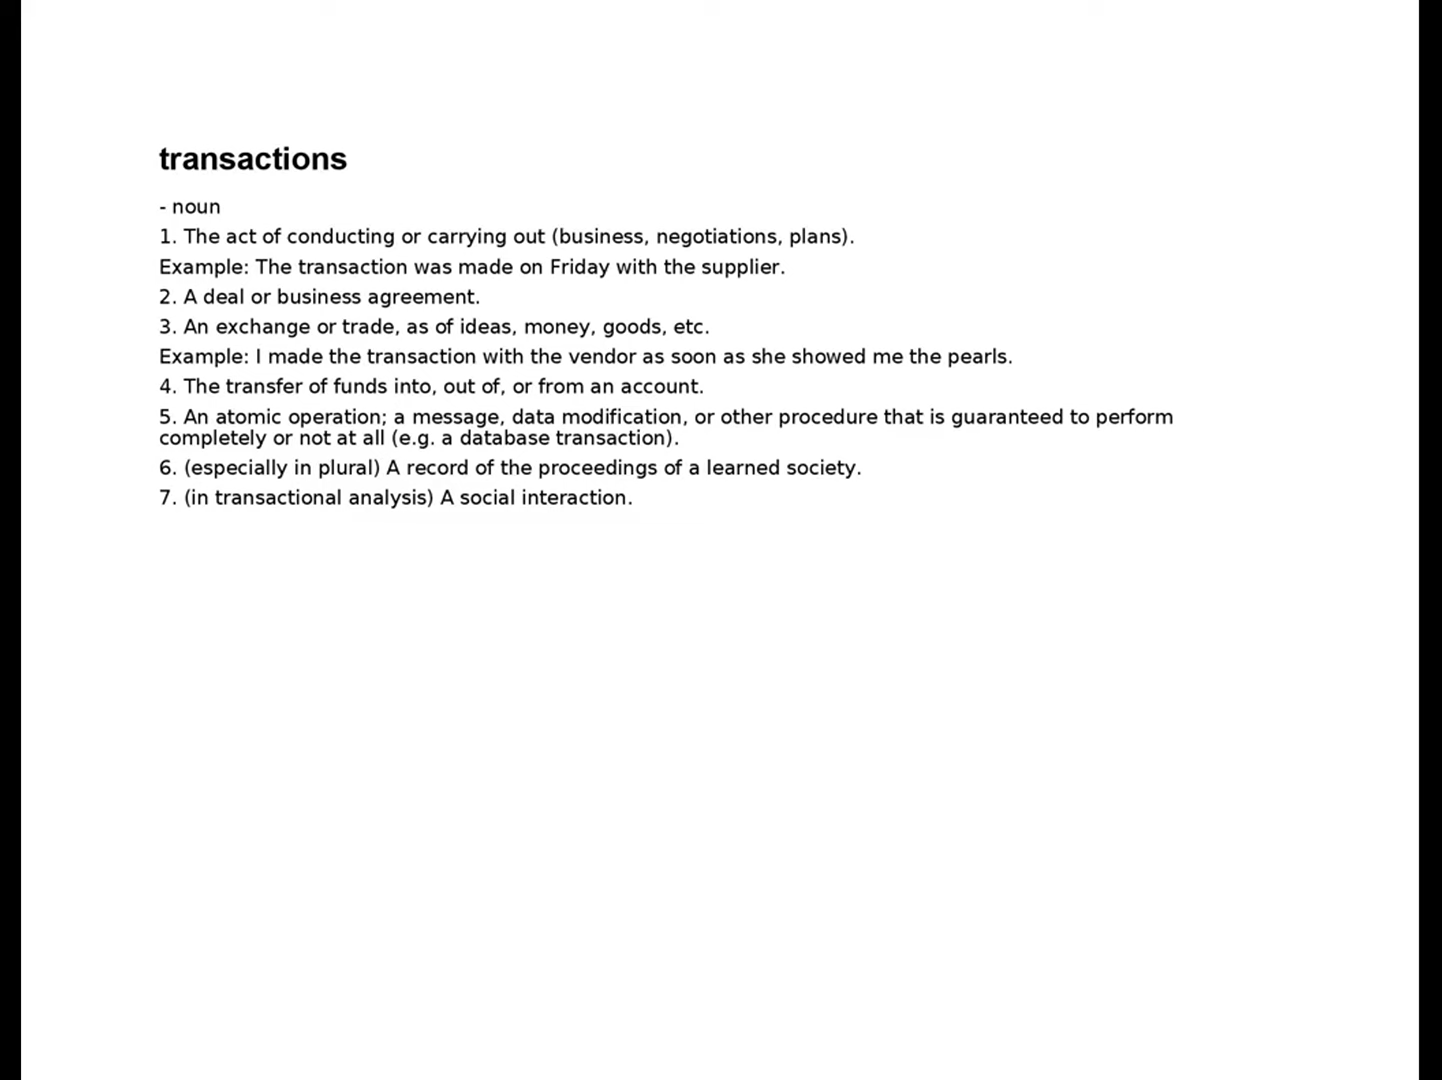 transactions
- noun
1. The act of conducting or carrying out (business, negotiations, plans).
Example: The transaction was made on Friday with the supplier.
2. A deal or business agreement.
3. An exchange or trade, as of ideas, money, goods, etc.
Example: I made the transaction with the vendor as soon as she showed me the pearls.
4. The transfer of funds into, out of, or from an account.
5. An atomic operation; a message, data modification, or other procedure that is guaranteed to perform
completely or not at all (e.g. a database transaction).
6. (especially in plural) A record of the proceedings of a learned society.
7. (in transactional analysis) A social interaction.